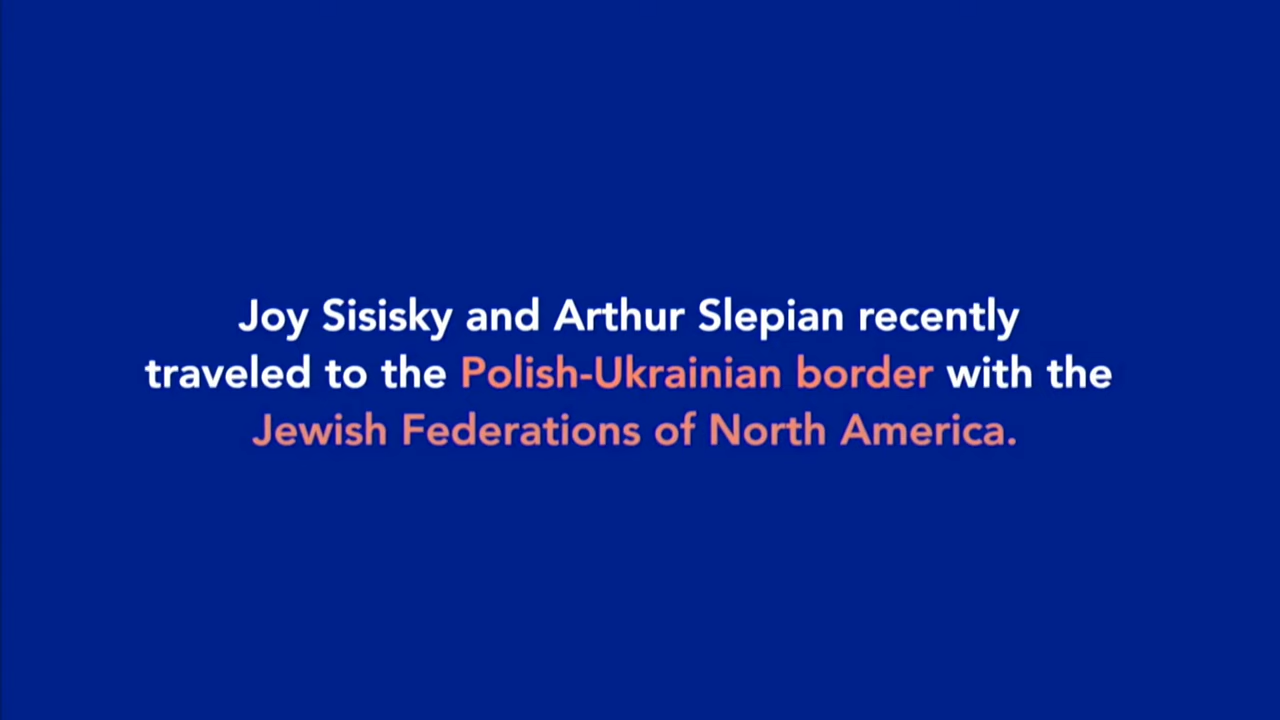 Joy Sisisky and Arthur Slepian recently
traveled to the Polish-Ukrainian border with the
Jewish Federations of North America.